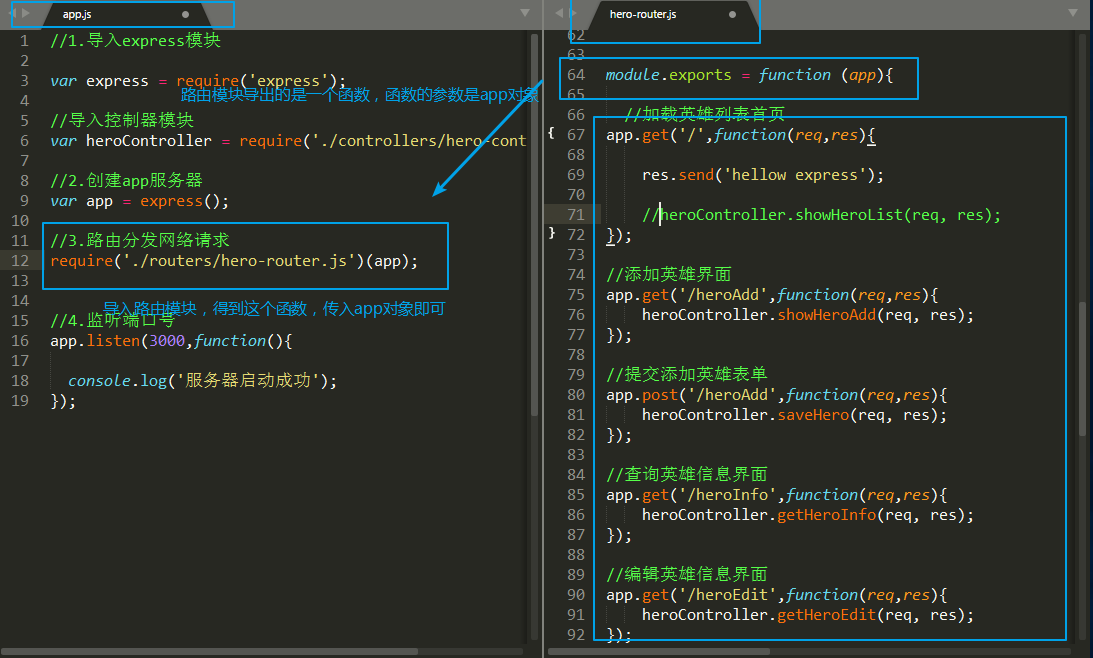 app.js
1 //1.导入express模块
2
3 var express = require('express');
路由模块导出的是一个函数，函数的参数是app对象
4
5 //导入控制器模块
6 var heroController = require('./controllers/hero-cont
7
8 //2.创建app服务器
9 var app = express();
10
11 //3.路由分发网络请求
12 require('./routers/hero-router.js')(app);
13
导入路由模块，得到这个函数，传入app对象即可
14
15 //4.监听端口号
16 app.listen(3000,function(){
17
18 console.log('服务器启动成功');
19 });
hero-router.js
62
63
64 module.exports = function (app){
65
66 //加载英雄列表首页
67 app.get('/',function(req,res){
68
69 res.send('hellow express');
70
71 //heroController.showHeroList(req, res);
72 });
73
74 //添加英雄界面
75 app.get('/heroAdd',function(req,res){
76 heroController.showHeroAdd(req, res);
77 });
78
79 //提交添加英雄表单
80 app.post('/heroAdd',function(req,res){
81 heroController.saveHero(req, res);
82 });
83
84 //查询英雄信息界面
85 app.get('/heroInfo',function(req,res){
86 heroController.getHeroInfo(req, res);
87 });
88
89 //编辑英雄信息界面
90 app.get('/heroEdit',function(req,res){
91 heroController.getHeroEdit(req, res);
92 });